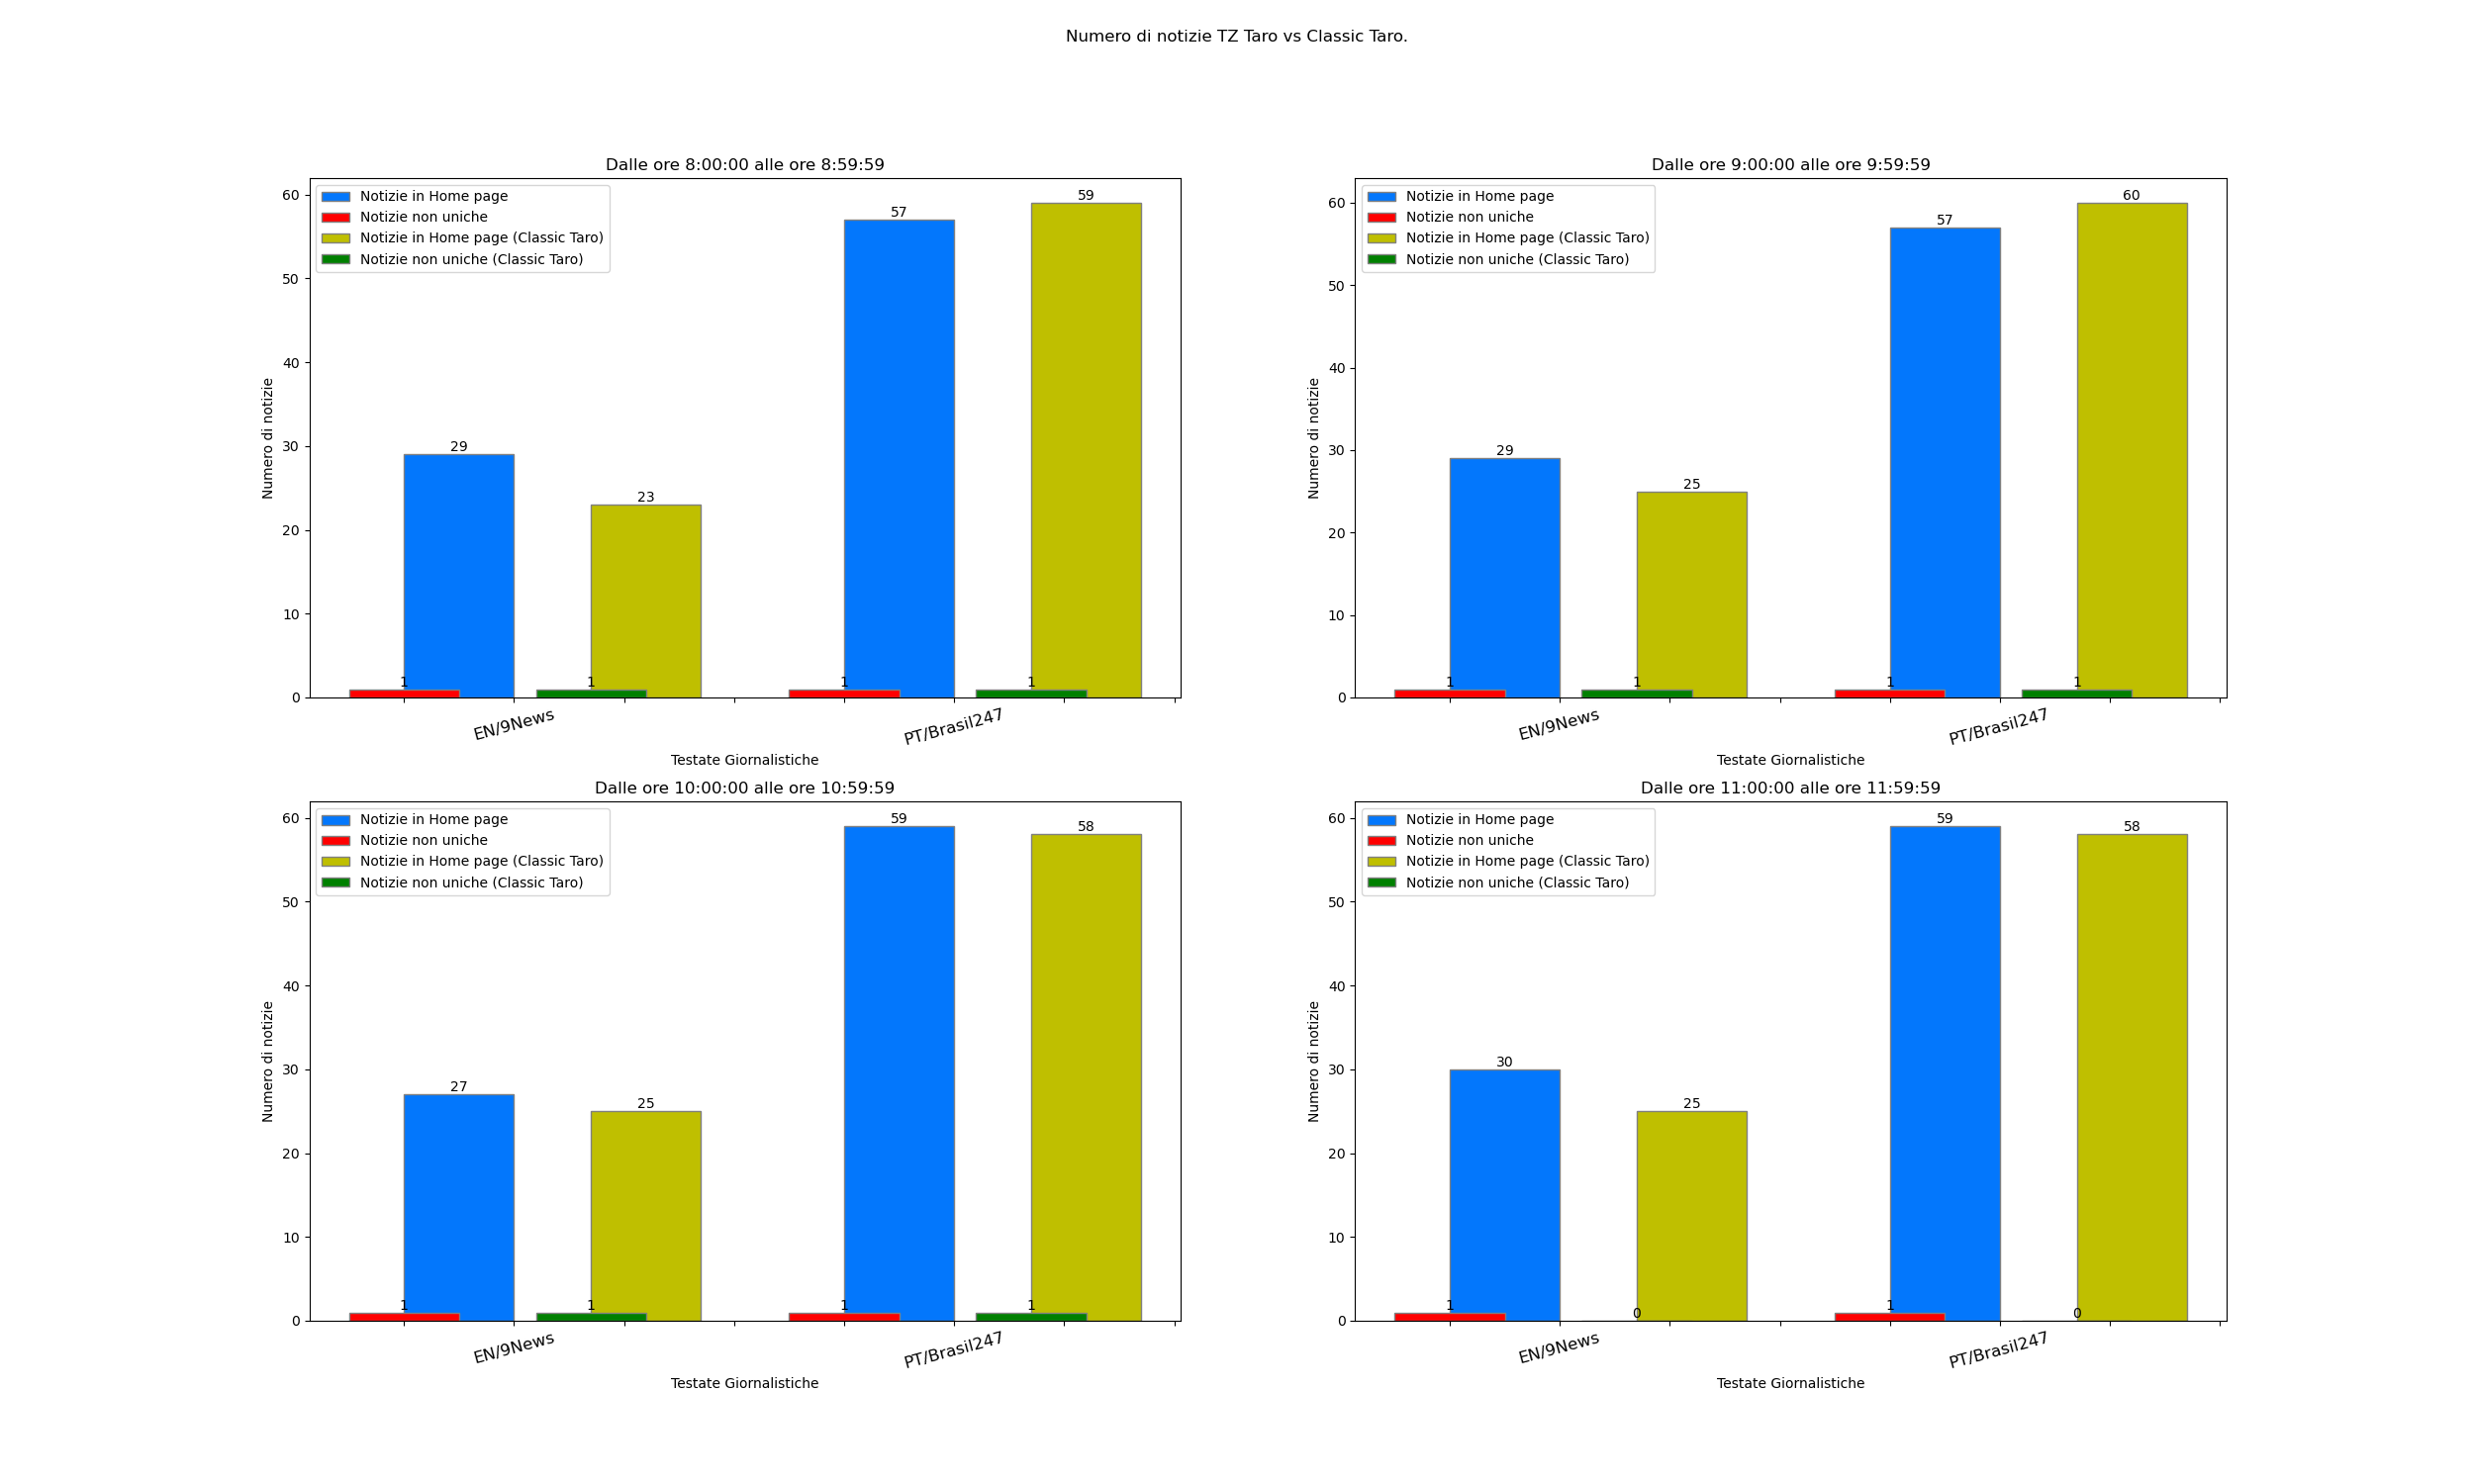 Numero di notizie TZ Taro vs Classic Taro.
Dalle ore 8:00:00 alle ore 8:59:59
Notizie in Home page
Notizie non uniche
Notizie in Home page (Classic Taro)
Notizie non uniche (Classic Taro)
60
50
40
30
20
10
0
Numero di notizie
29
23
57
59
1
1
1
1
EN/9News
PT/Brasil247
Testate Giornalistiche
Dalle ore 9:00:00 alle ore 9:59:59
Notizie in Home page
Notizie non uniche
Notizie in Home page (Classic Taro)
Notizie non uniche (Classic Taro)
60
50
40
30
20
10
0
Numero di notizie
29
25
57
60
1
1
1
1
EN/9News
PT/Brasil247
Testate Giornalistiche
Dalle ore 10:00:00 alle ore 10:59:59
Notizie in Home page
Notizie non uniche
Notizie in Home page (Classic Taro)
Notizie non uniche (Classic Taro)
60
50
40
30
20
10
0
Numero di notizie
27
25
59
58
1
1
1
1
EN/9News
PT/Brasil247
Testate Giornalistiche
Dalle ore 11:00:00 alle ore 11:59:59
Notizie in Home page
Notizie non uniche
Notizie in Home page (Classic Taro)
Notizie non uniche (Classic Taro)
60
50
40
30
20
10
0
Numero di notizie
30
25
59
58
1
0
1
0
EN/9News
PT/Brasil247
Testate Giornalistiche